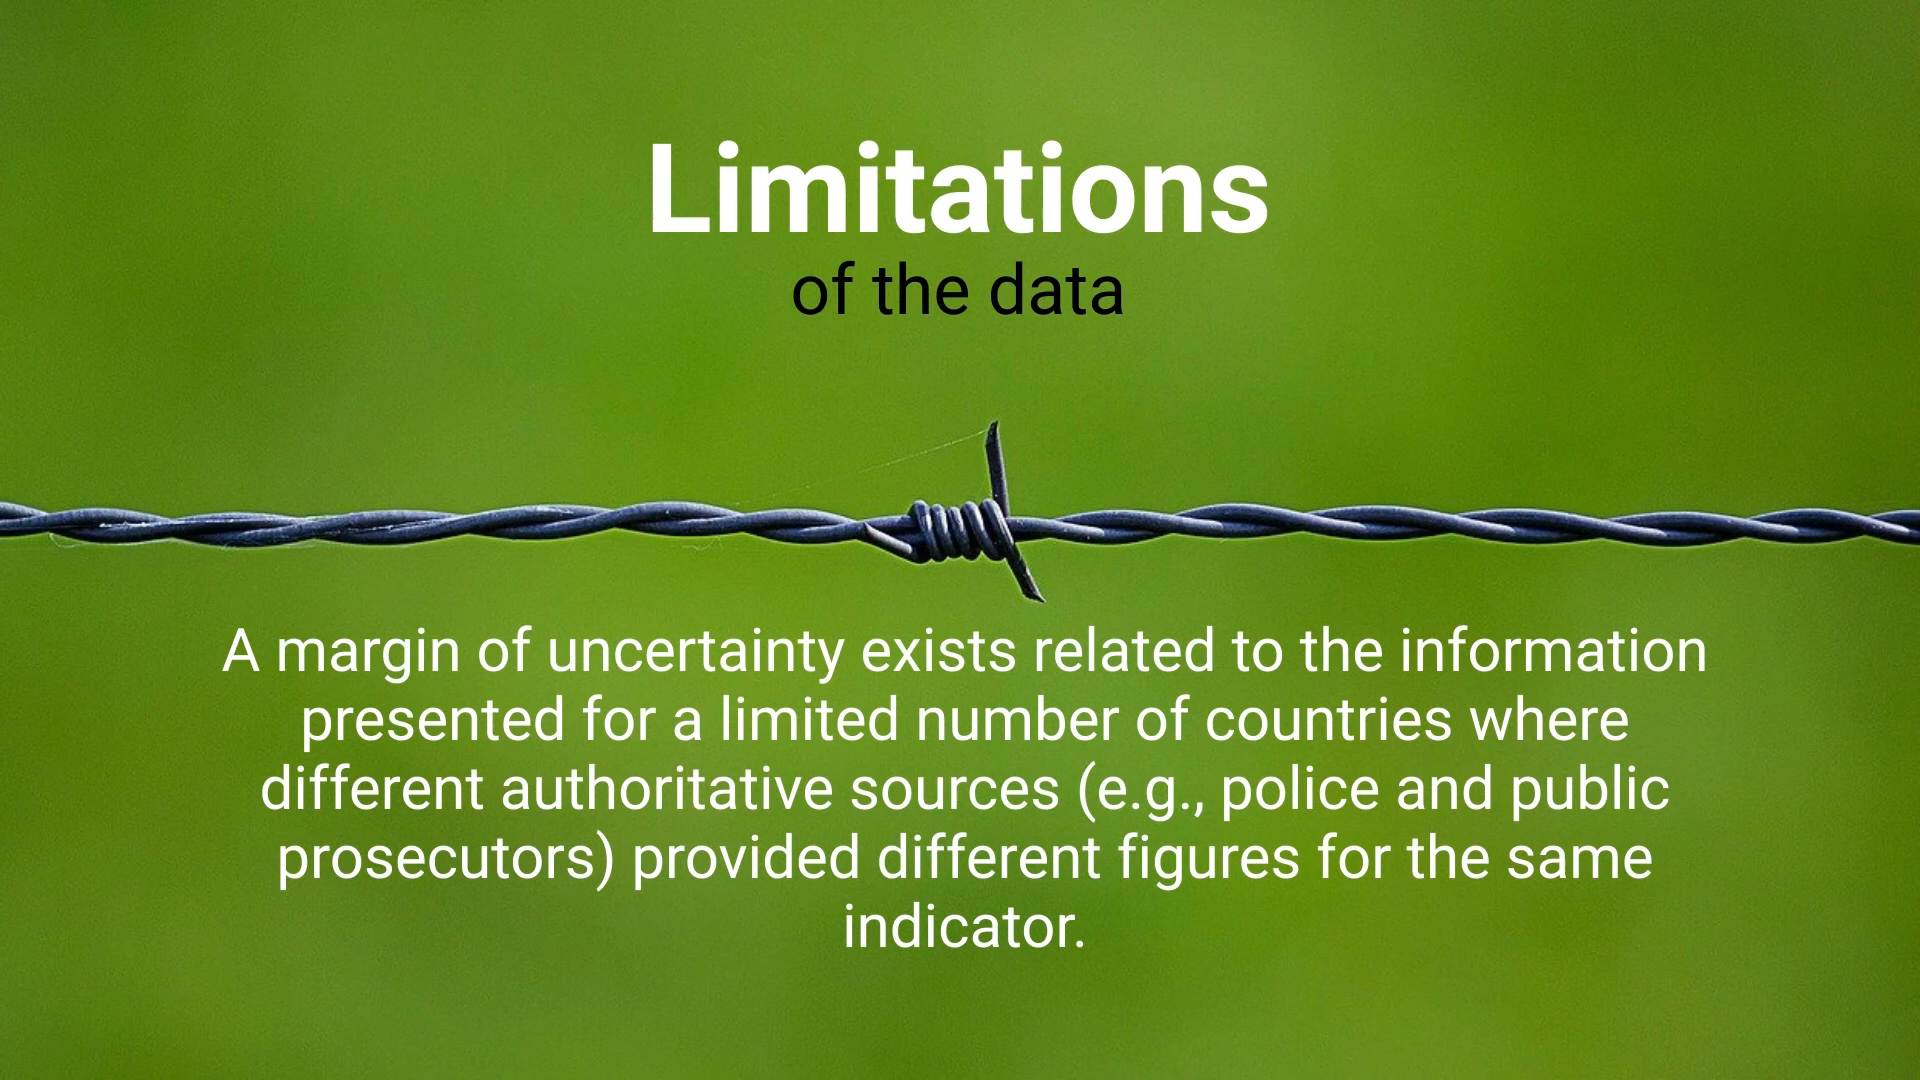 Limitations
of the data
A margin of uncertainty exists related to the information
presented for a limited number of countries where
different authoritative sources (e.g., police and public
prosecutors) provided different figures for the same
indicator.